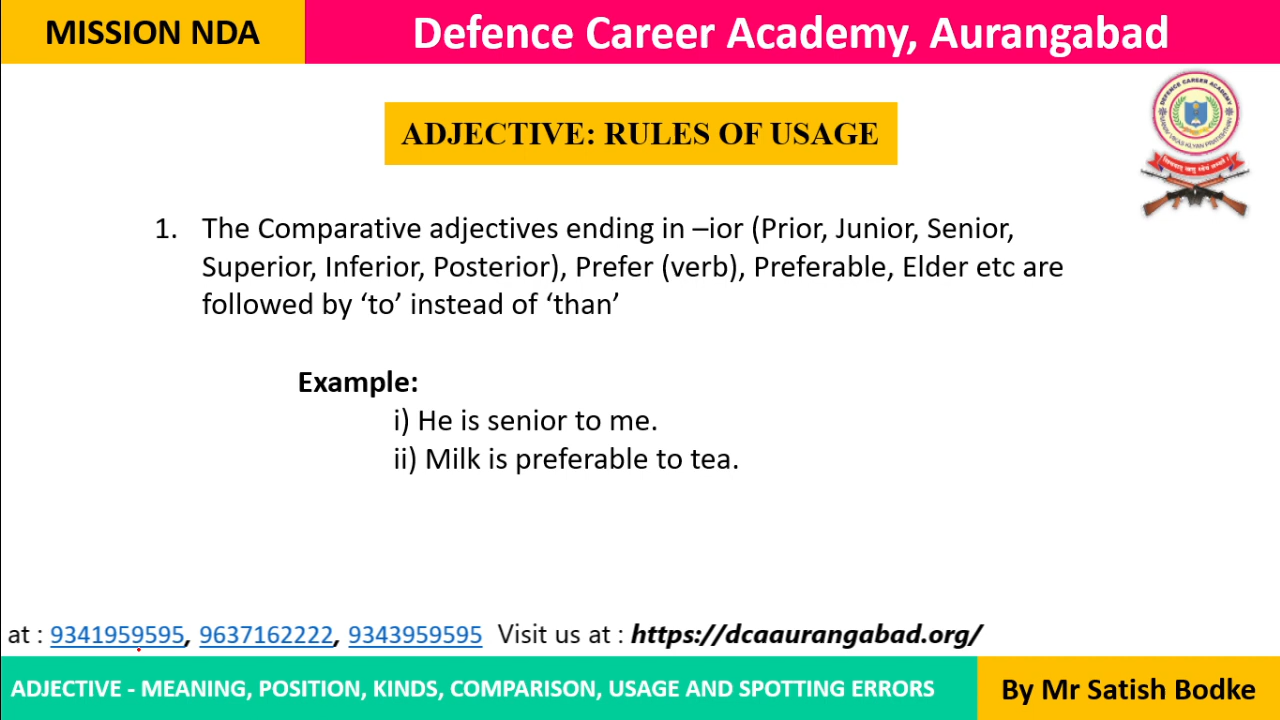 MISSION NDA
Defence Career Academy, Aurangabad
DEFENCE CAREER ACADEMY
ADJECTIVE: RULES OF USAGE
1. The Comparative adjectives ending in –ior (Prior, Junior, Senior,
Superior, Inferior, Posterior), Prefer (verb), Preferable, Elder etc are
followed by ‘to’ instead of ‘than’
Example:
i) He is senior to me.
ii) Milk is preferable to tea.
at : 9341959595, 9637162222, 9343959595 Visit us at : https://dcaaurangabad.org/
ADJECTIVE - MEANING, POSITION, KINDS, COMPARISON, USAGE AND SPOTTING ERRORS
By Mr Satish Bodke